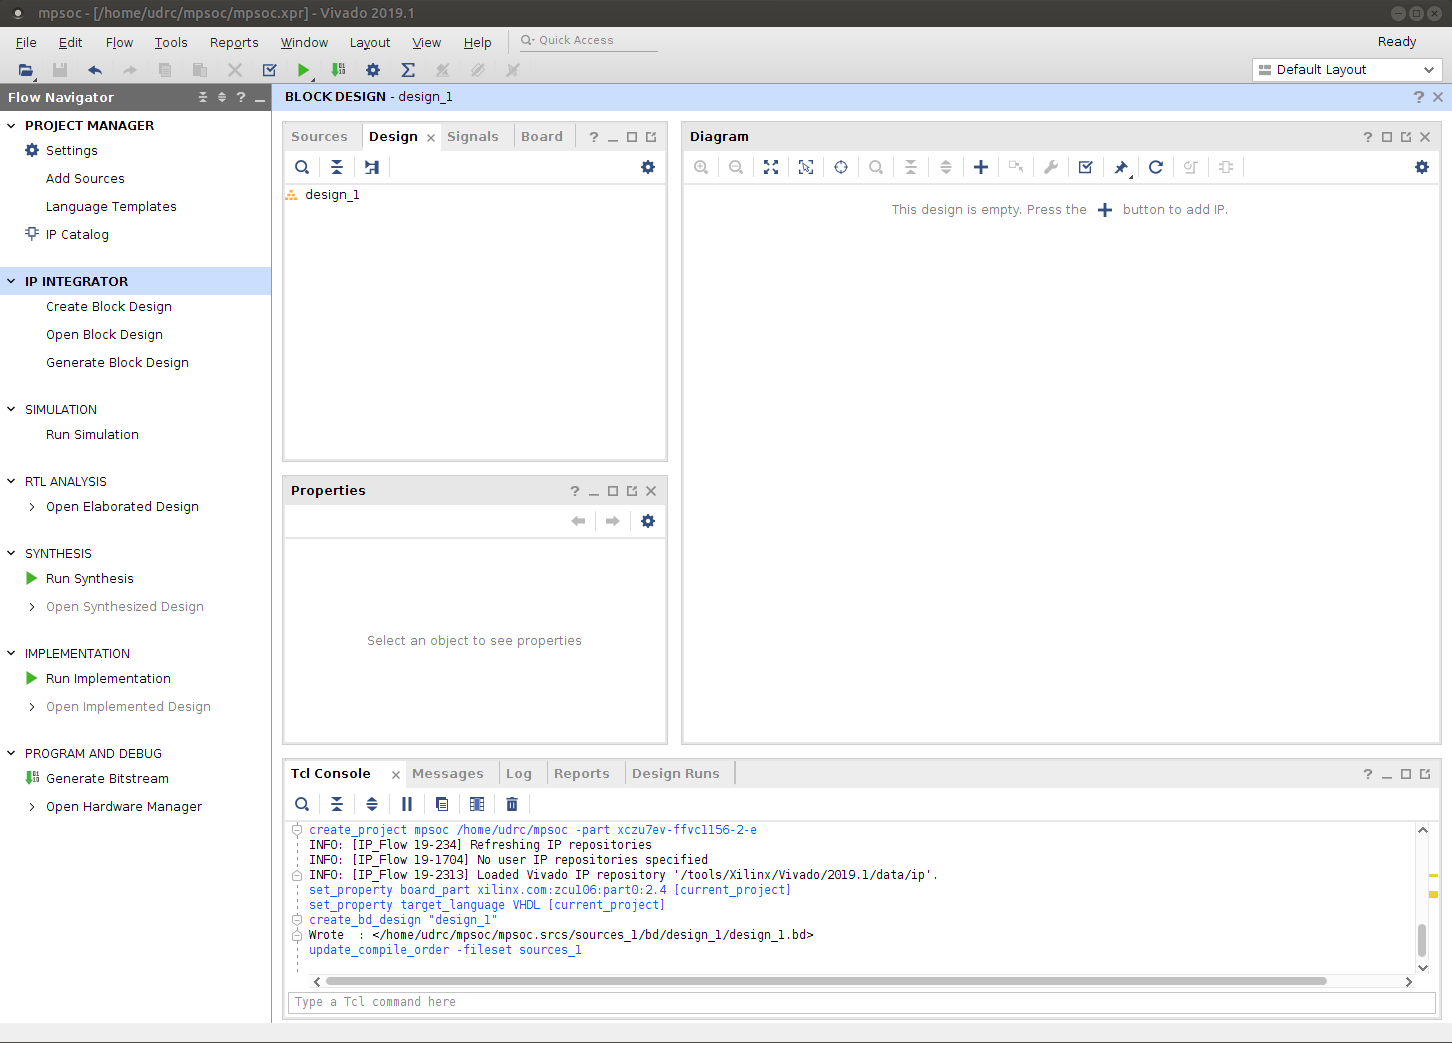 mpsoc - [/home/udrc/mpsoc/mpsoc.xpr] - Vivado 2019.1
File Edit Flow Tools Reports Window Layout View Help Quick Access Ready
Default Layout
Flow Navigator
PROJECT MANAGER
Settings
Add Sources
Language Templates
IP Catalog
IP INTEGRATOR
Create Block Design
Open Block Design
Generate Block Design
SIMULATION
Run Simulation
RTL ANALYSIS
Open Elaborated Design
SYNTHESIS
Run Synthesis
Open Synthesized Design
IMPLEMENTATION
Run Implementation
Open Implemented Design
PROGRAM AND DEBUG
Generate Bitstream
Open Hardware Manager
BLOCK DESIGN - design_1
Sources Design Signals Board
design_1
Properties
Select an object to see properties
Diagram
This design is empty. Press the + button to add IP.
Tcl Console Messages Log Reports Design Runs
create_project mpsoc /home/udrc/mpsoc -part xczu7ev-ffvc1156-2-e
INFO: [IP_Flow 19-234] Refreshing IP repositories
INFO: [IP_Flow 19-1704] No user IP repositories specified
INFO: [IP_Flow 19-2313] Loaded Vivado IP repository '/tools/Xilinx/Vivado/2019.1/data/ip'.
set_property board_part xilinx.com:zcu106:part0:2.4 [current_project]
set_property target_language VHDL [current_project]
create_bd_design "design_1"
Wrote  : </home/udrc/mpsoc/mpsoc.srcs/sources_1/bd/design_1/design_1.bd>
update_compile_order -fileset sources_1
Type a Tcl command here